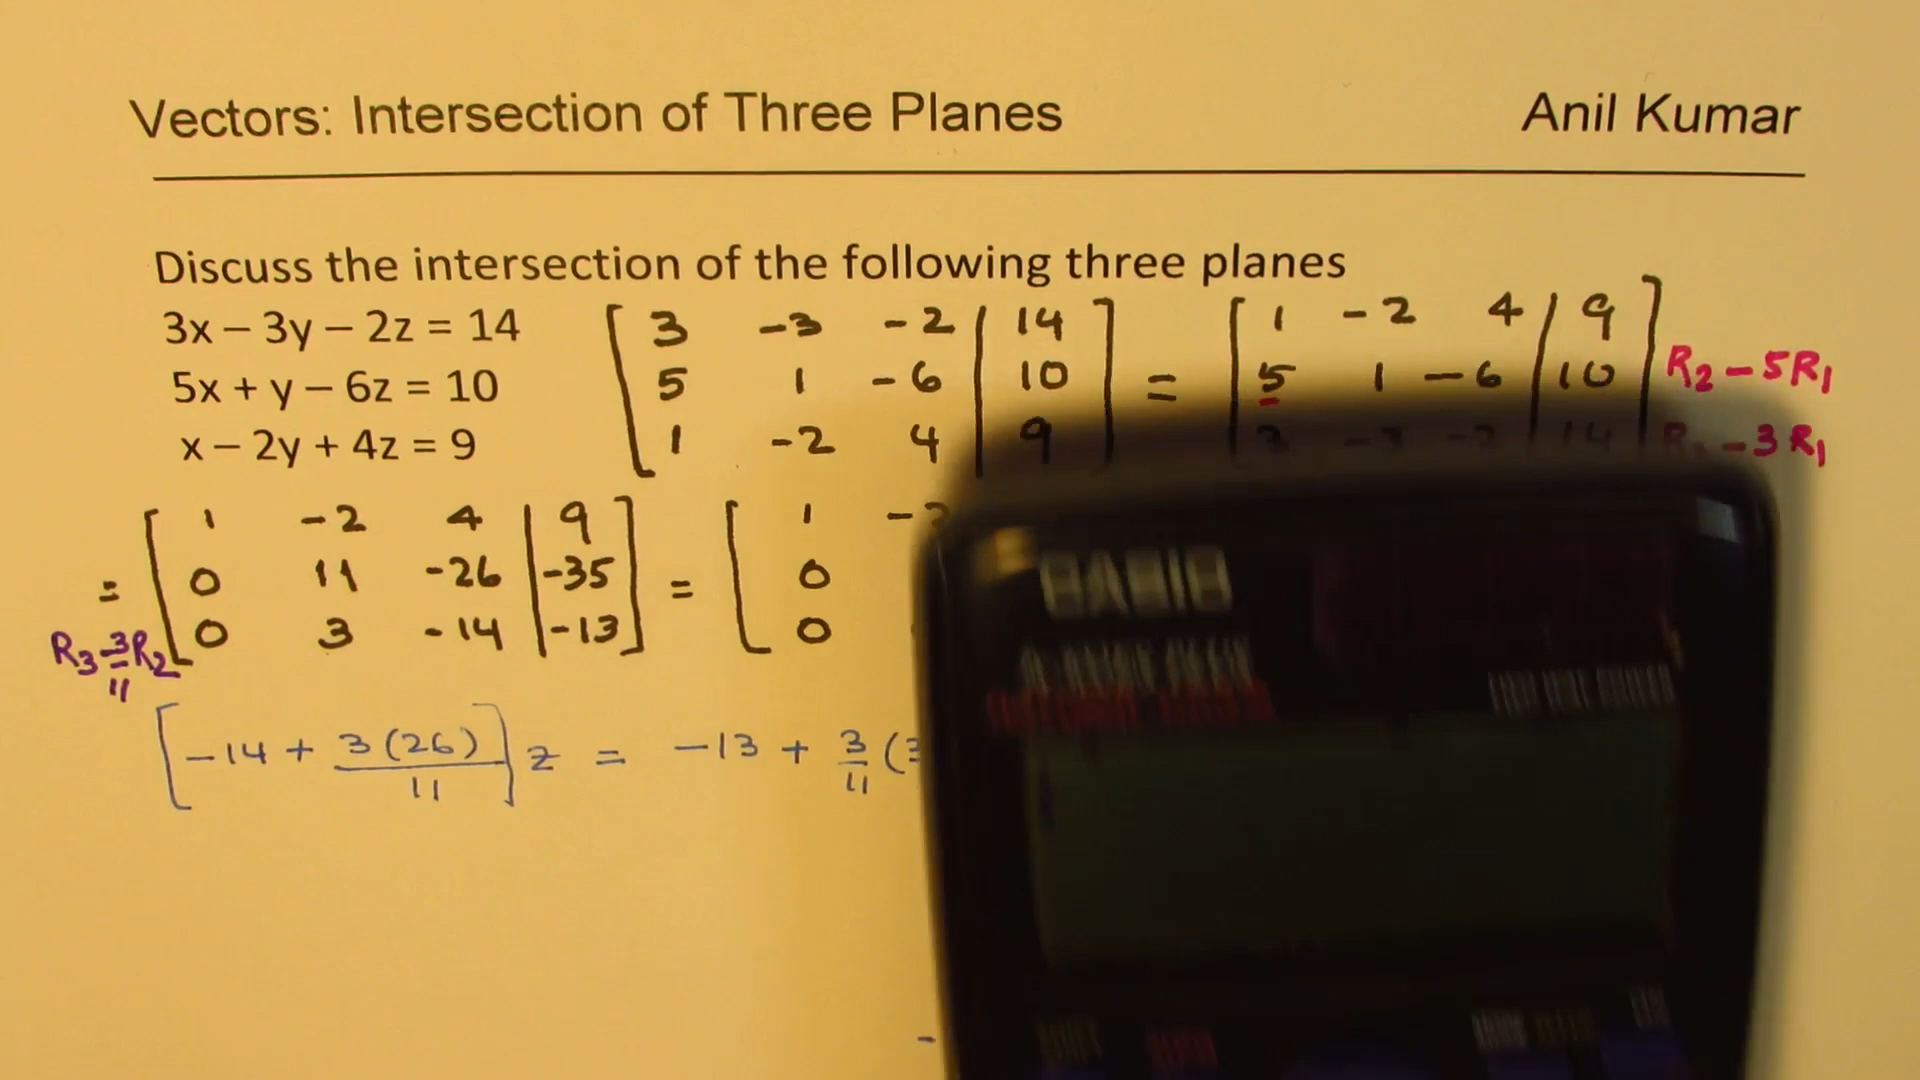 Vectors: Intersection of Three Planes Anil Kumar
Discuss the intersection of the following three planes
3x – 3y – 2z = 14
5x + y – 6z = 10
x – 2y + 4z = 9
[ 3 -3 -2 | 14 ] = [ 1 -2 4 | 9 ]
5 1 -6 | 10 5 1 -6 | 10 R2 - 5R1
1 -2 4 | 9 -3R1
= [ 1 -2 4 | 9 ] = [ 1
0 11 -26 | -35 0
0 3 -14 | -13 0
R3 - 3/11 R2
[ -14 + 3(26)/11 ] z = -13 + 3/11 (